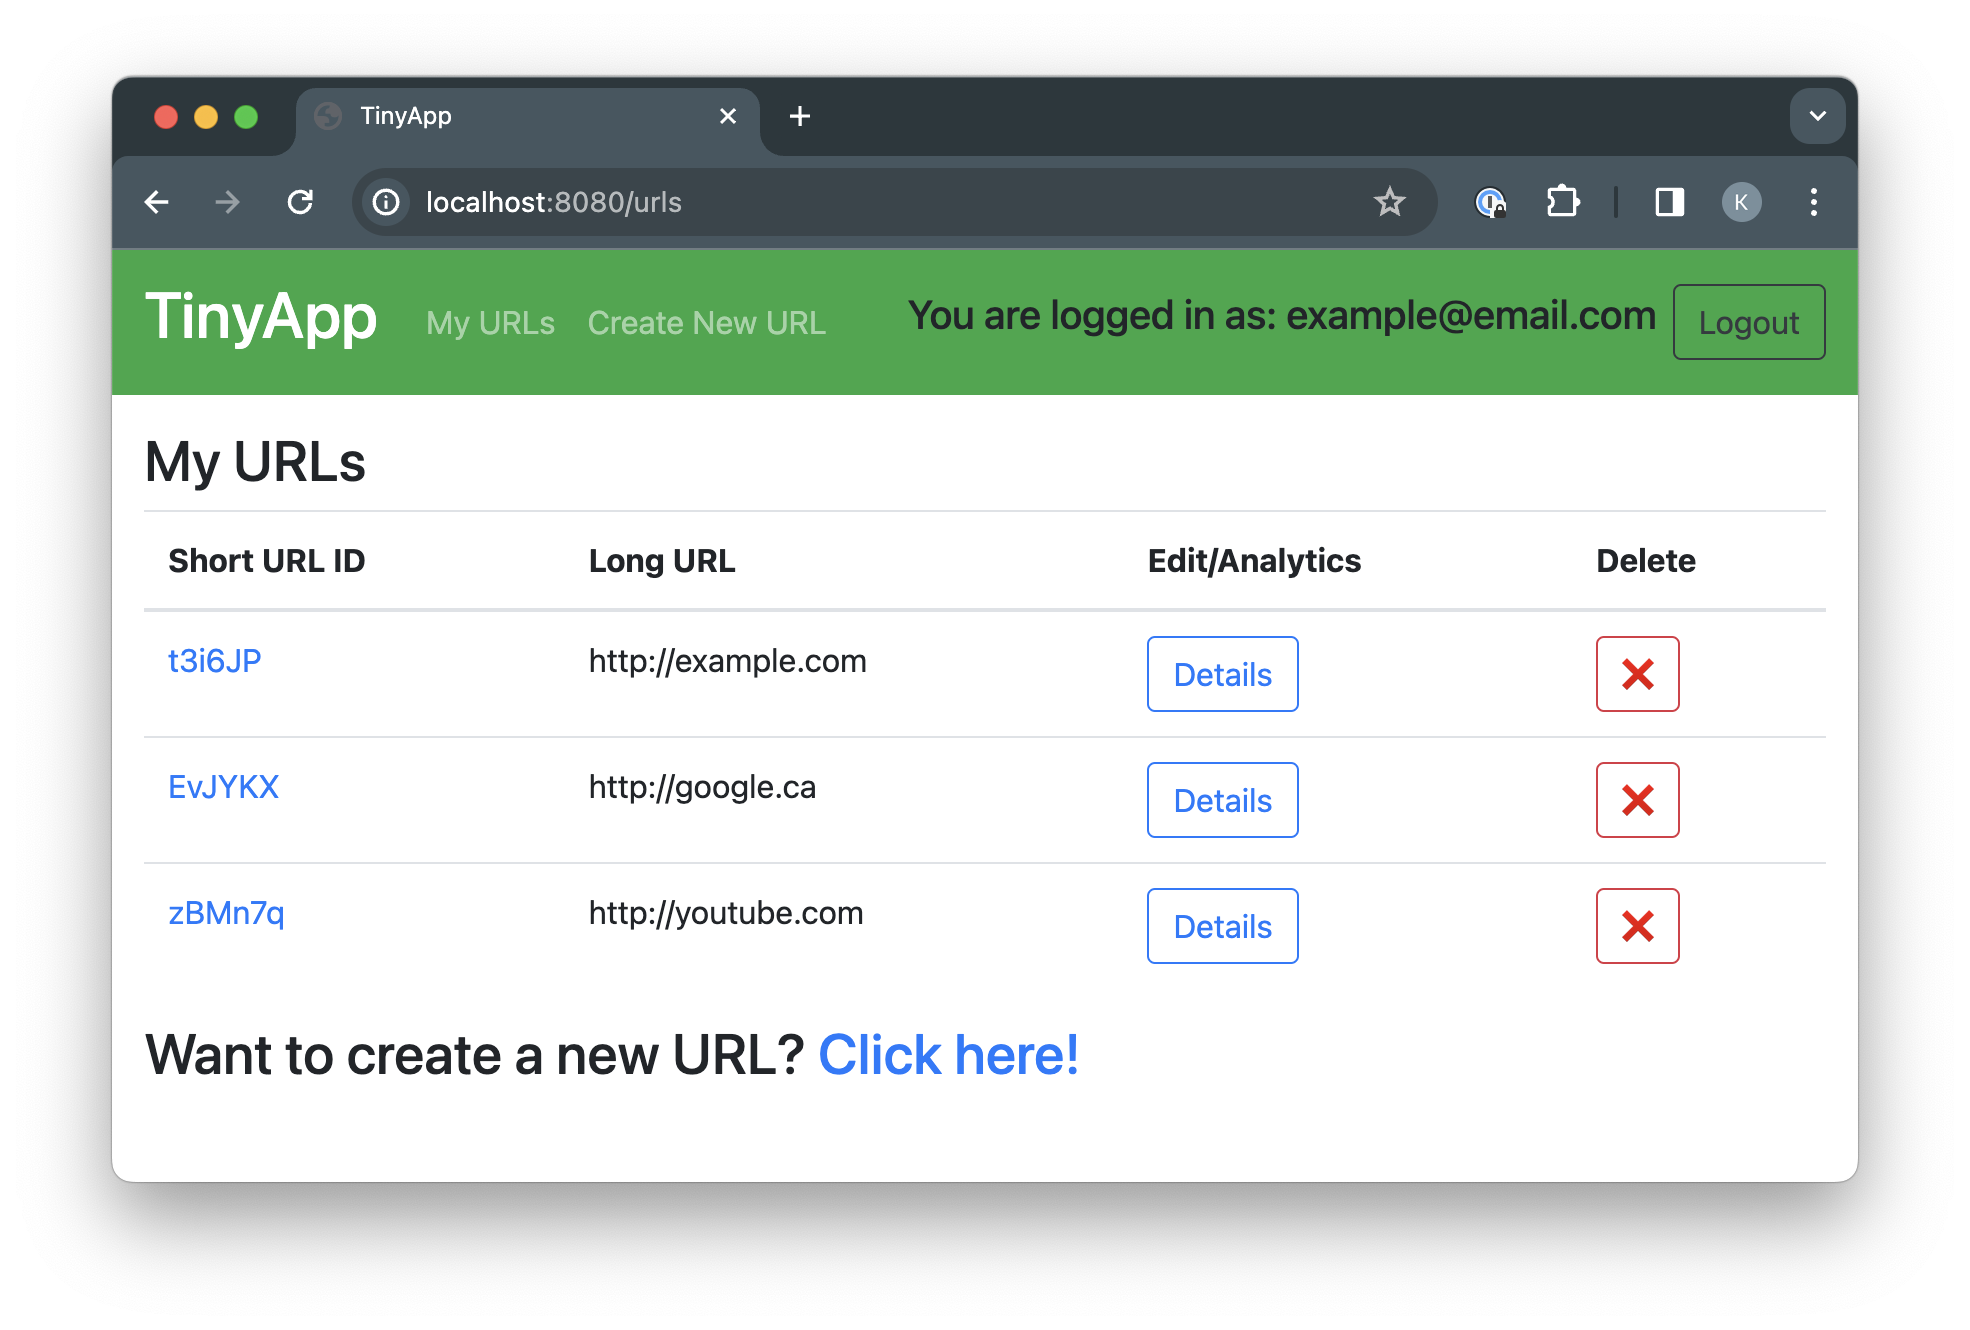 TinyApp
localhost:8080/urls
K
TinyApp My URLs Create New URL You are logged in as: example@email.com Logout
My URLs
Short URL ID Long URL Edit/Analytics Delete
t3i6JP http://example.com Details
EvJYKX http://google.ca Details
zBMn7q http://youtube.com Details
Want to create a new URL? Click here!